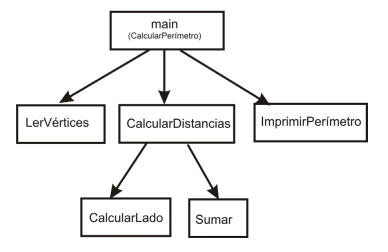 main
(CalcularPerímetro)
LerVértices
CalcularDistancias
ImprimirPerímetro
CalcularLado
Sumar